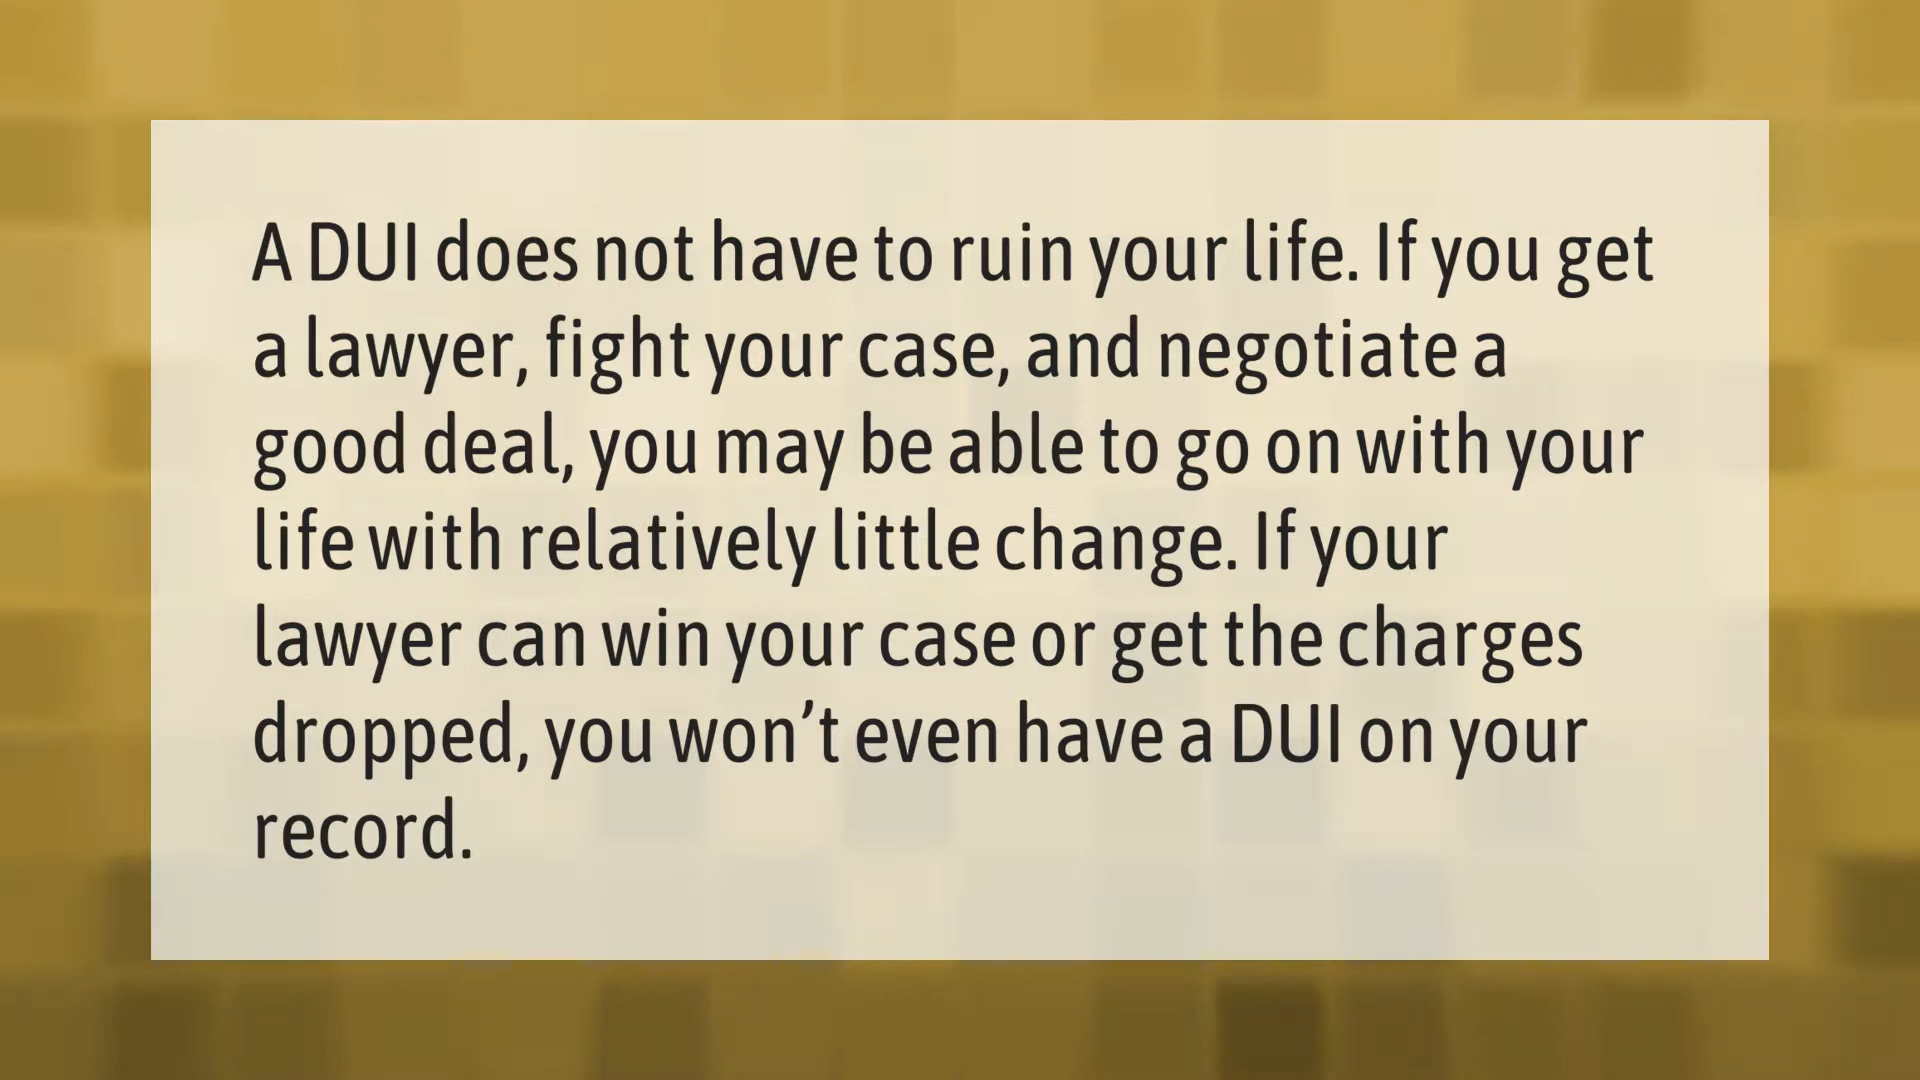 A DUI does not have to ruin your life. If you get
a lawyer, fight your case, and negotiate a
good deal, you may be able to go on with your
life with relatively little change. If your
lawyer can win your case or get the charges
dropped, you won’t even have a DUI on your
record.